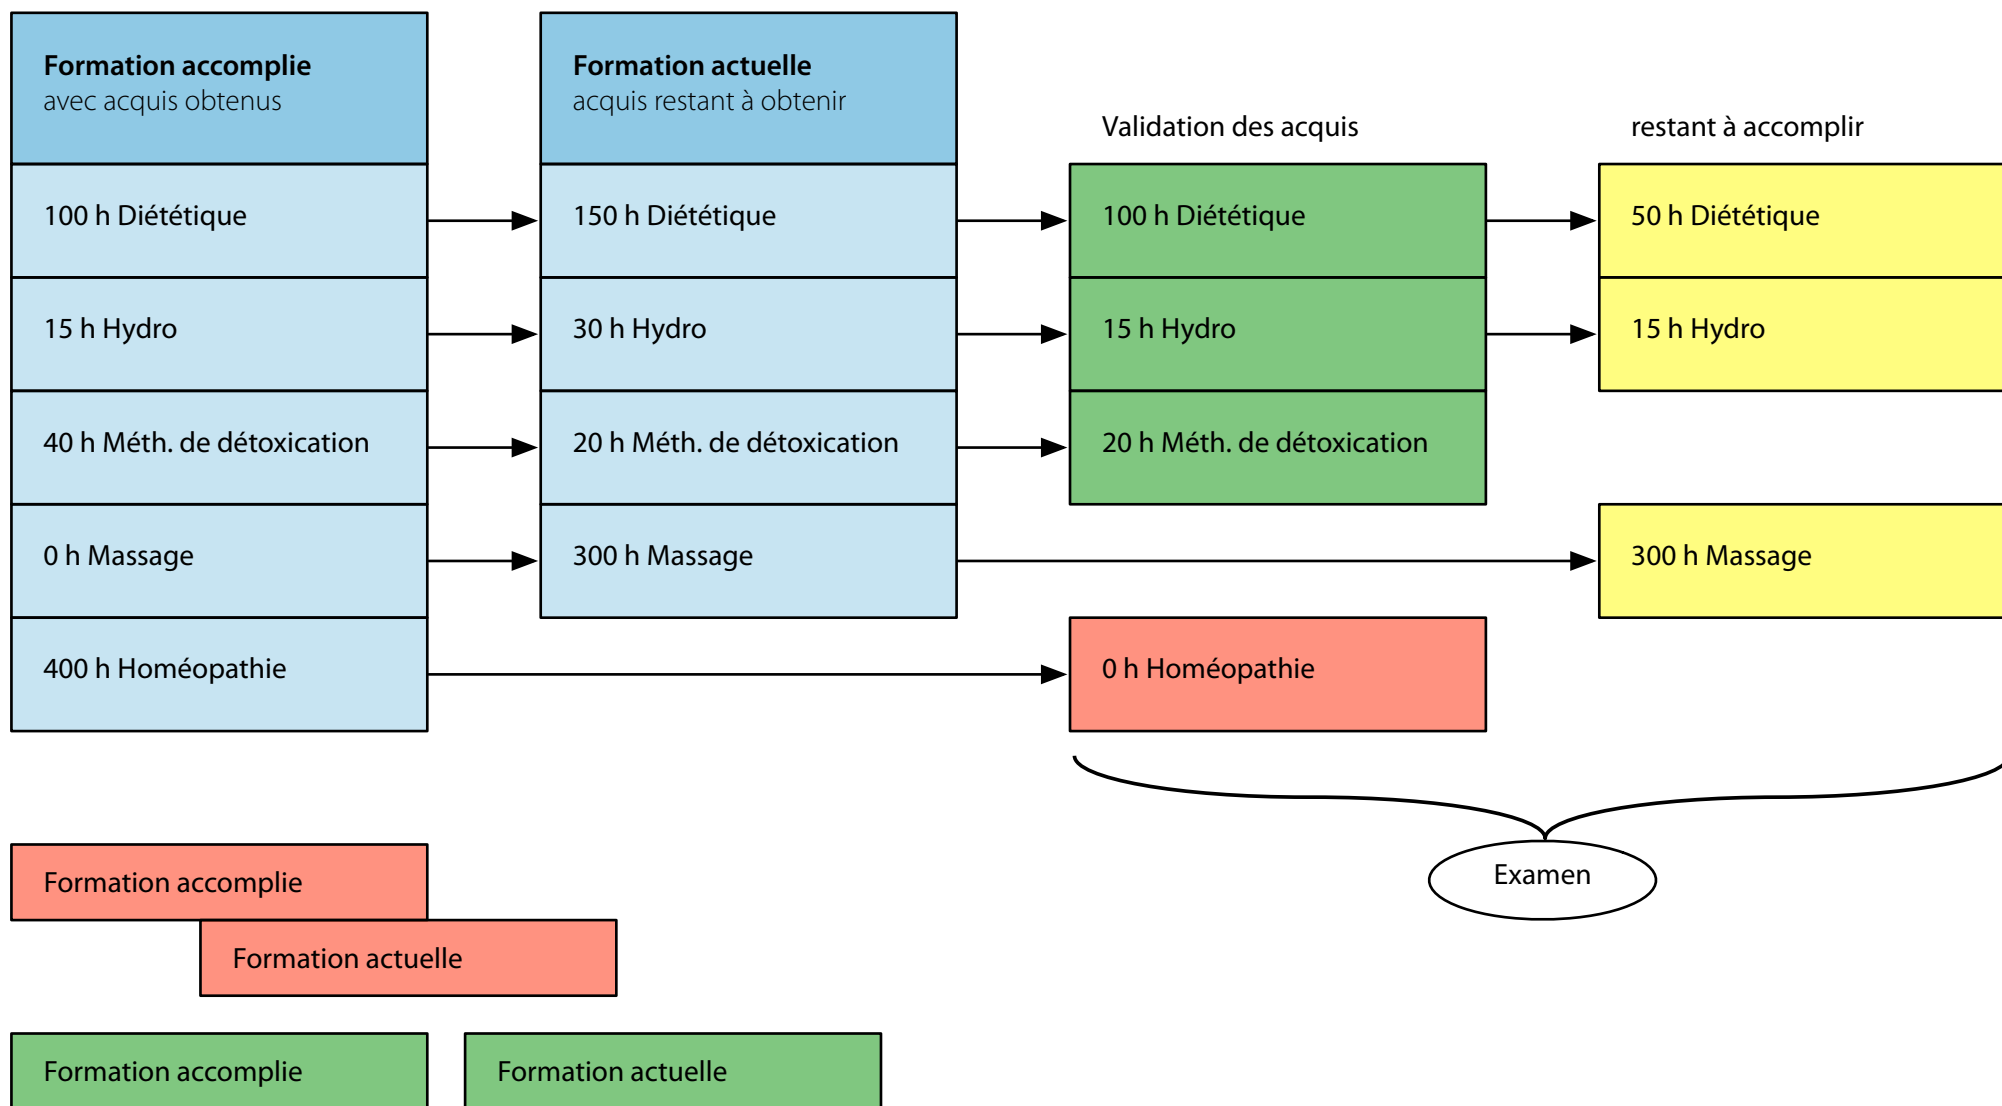 Formation accomplie
avec acquis obtenus
Formation actuelle
acquis restant à obtenir
Validation des acquis
restant à accomplir
100 h Diététique
150 h Diététique
100 h Diététique
50 h Diététique
15 h Hydro
30 h Hydro
15 h Hydro
15 h Hydro
40 h Méth. de détoxication
20 h Méth. de détoxication
20 h Méth. de détoxication
0 h Massage
300 h Massage
300 h Massage
400 h Homéopathie
0 h Homéopathie
Examen
Formation accomplie
Formation actuelle
Formation accomplie
Formation actuelle